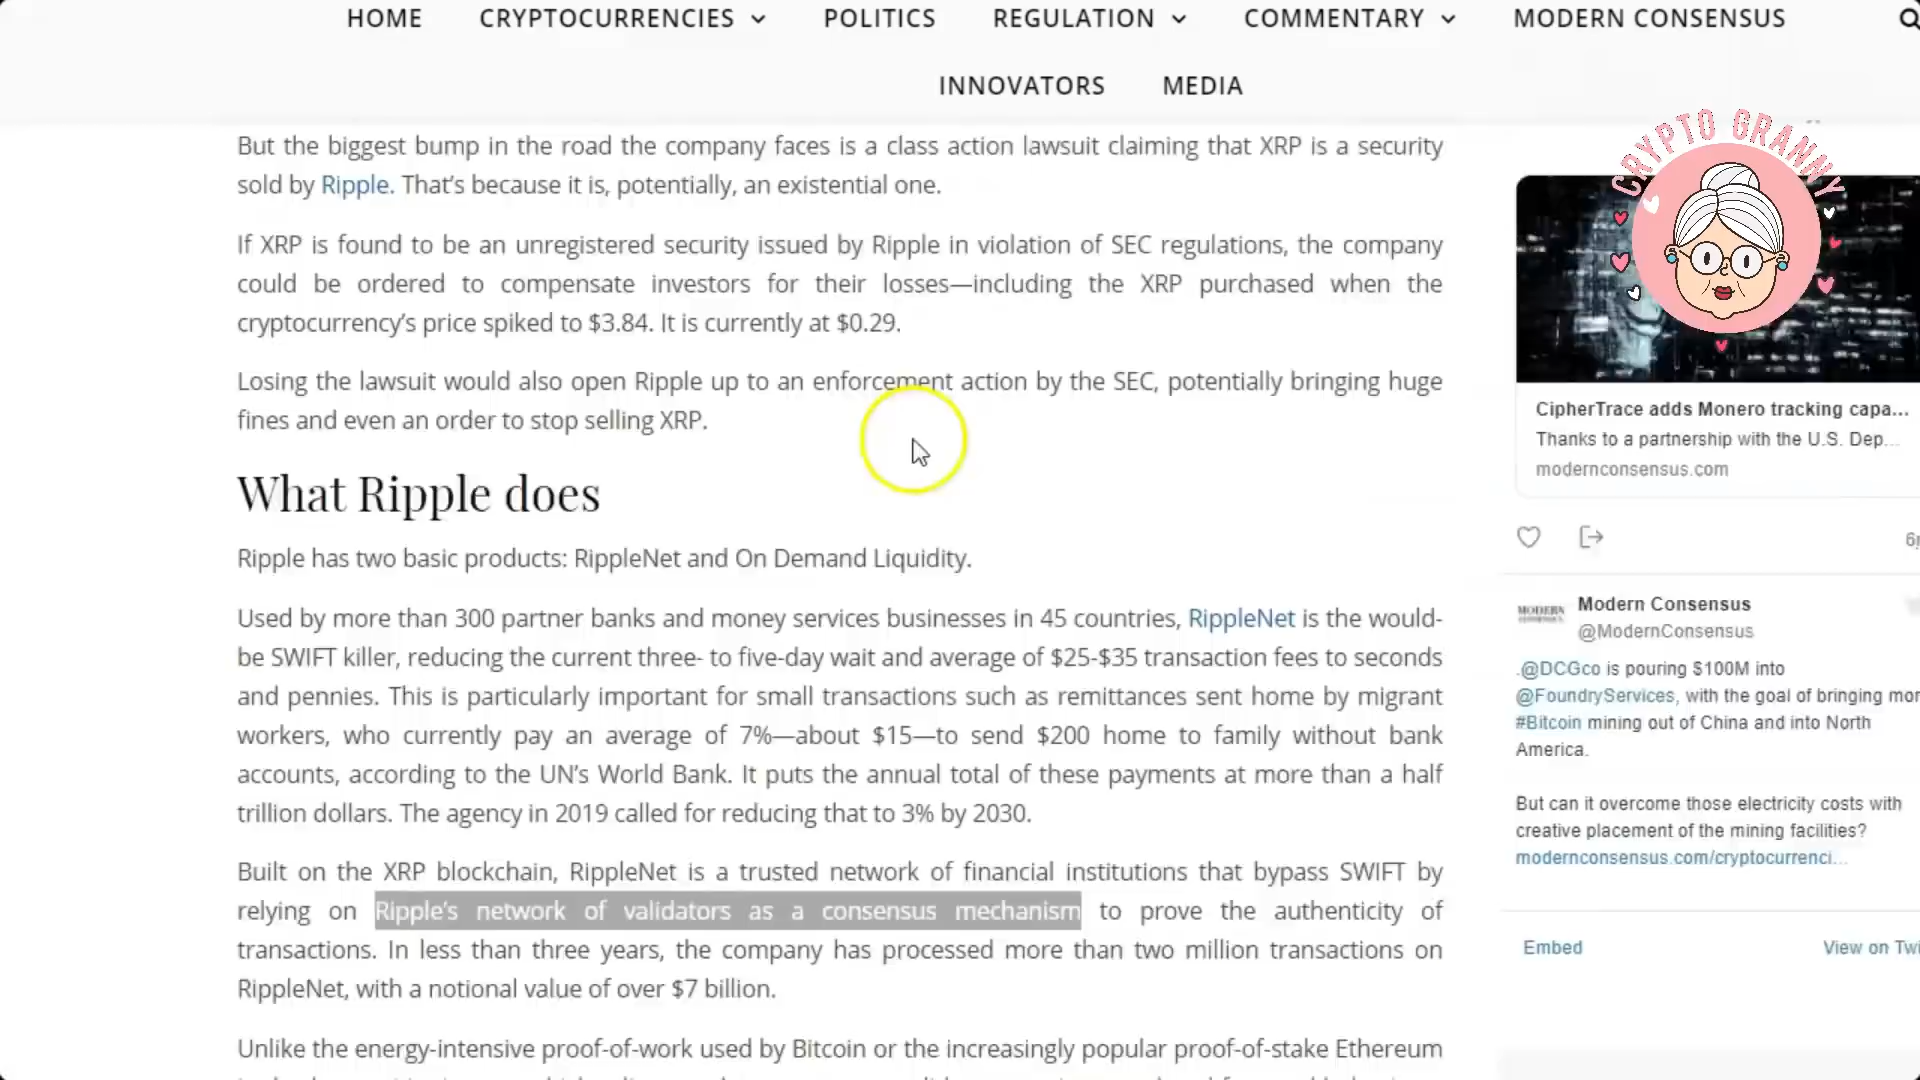 HOME CRYPTOCURRENCIES POLITICS REGULATION COMMENTARY MODERN CONSENSUS
INNOVATORS MEDIA
But the biggest bump in the road the company faces is a class action lawsuit claiming that XRP is a security
sold by Ripple. That’s because it is, potentially, an existential one.
If XRP is found to be an unregistered security issued by Ripple in violation of SEC regulations, the company
could be ordered to compensate investors for their losses—including the XRP purchased when the
cryptocurrency’s price spiked to $3.84. It is currently at $0.29.
Losing the lawsuit would also open Ripple up to an enforcement action by the SEC, potentially bringing huge
fines and even an order to stop selling XRP.
What Ripple does
Ripple has two basic products: RippleNet and On Demand Liquidity.
Used by more than 300 partner banks and money services businesses in 45 countries, RippleNet is the would-
be SWIFT killer, reducing the current three- to five-day wait and average of $25-$35 transaction fees to seconds
and pennies. This is particularly important for small transactions such as remittances sent home by migrant
workers, who currently pay an average of 7%—about $15—to send $200 home to family without bank
accounts, according to the UN’s World Bank. It puts the annual total of these payments at more than a half
trillion dollars. The agency in 2019 called for reducing that to 3% by 2030.
Built on the XRP blockchain, RippleNet is a trusted network of financial institutions that bypass SWIFT by
relying on Ripple’s network of validators as a consensus mechanism to prove the authenticity of
transactions. In less than three years, the company has processed more than two million transactions on
RippleNet, with a notional value of over $7 billion.
Unlike the energy-intensive proof-of-work used by Bitcoin or the increasingly popular proof-of-stake Ethereum
CRYPTO GRANNY
CipherTrace adds Monero tracking capa...
Thanks to a partnership with the U.S. Dep...
modernconsensus.com
MODERN
Modern Consensus
@ModernConsensus
.@DCGco is pouring $100M into
@FoundryServices, with the goal of bringing mor
#Bitcoin mining out of China and into North
America.
But can it overcome those electricity costs with
creative placement of the mining facilities?
modernconsensus.com/cryptocurrenci...
Embed View on Twi